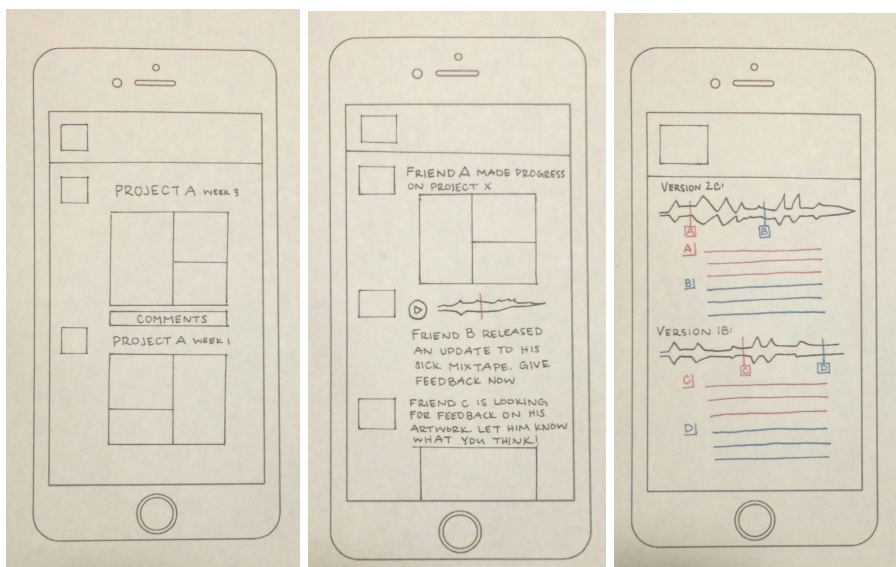 PROJECT A WEEK 3
COMMENTS
PROJECT A WEEK 1
FRIEND A MADE PROGRESS
ON PROJECT X
FRIEND B RELEASED
AN UPDATE TO HIS
SICK MIXTAPE. GIVE
FEEDBACK NOW
FRIEND C IS LOOKING
FOR FEEDBACK ON HIS
ARTWORK. LET HIM KNOW
WHAT YOU THINK!
VERSION 2C:
A B
A
B
VERSION 1B:
C D
C
D